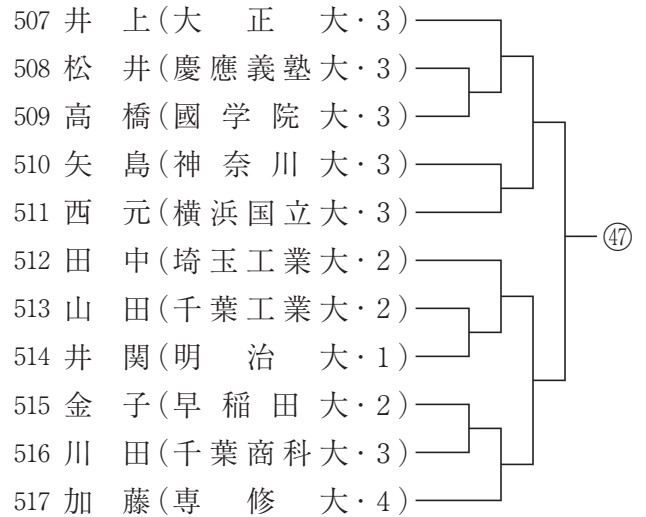 507 井 上(大 正 大・3)
508 松 井(慶應義塾大・3)
509 高 橋(國 学 院 大・3)
510 矢 島(神 奈 川 大・3)
511 西 元(横浜国立大・3)
512 田 中(埼玉工業大・2)
513 山 田(千葉工業大・2)
514 井 関(明 治 大・1)
515 金 子(早 稲 田 大・2)
516 川 田(千葉商科大・3)
517 加 藤(専 修 大・4)
㊼